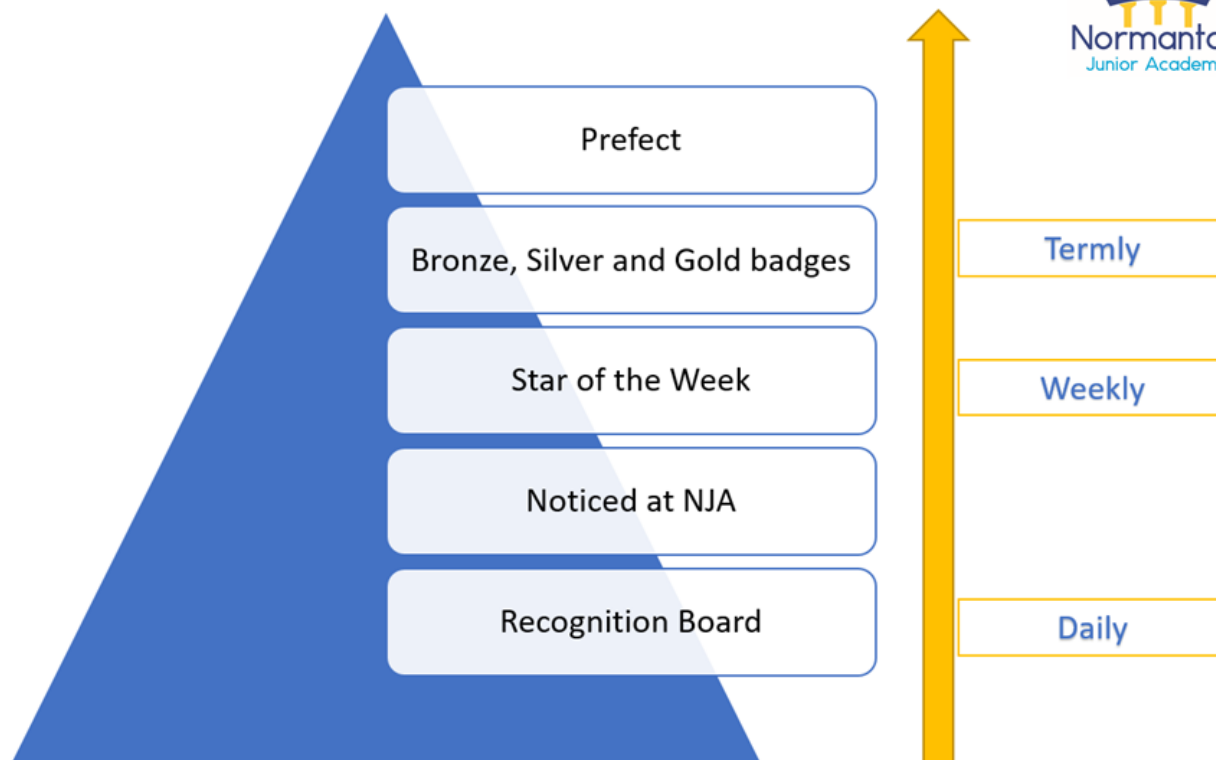 Normanto
Junior Academ
Prefect
Bronze, Silver and Gold badges
Termly
Star of the Week
Weekly
Noticed at NJA
Recognition Board
Daily